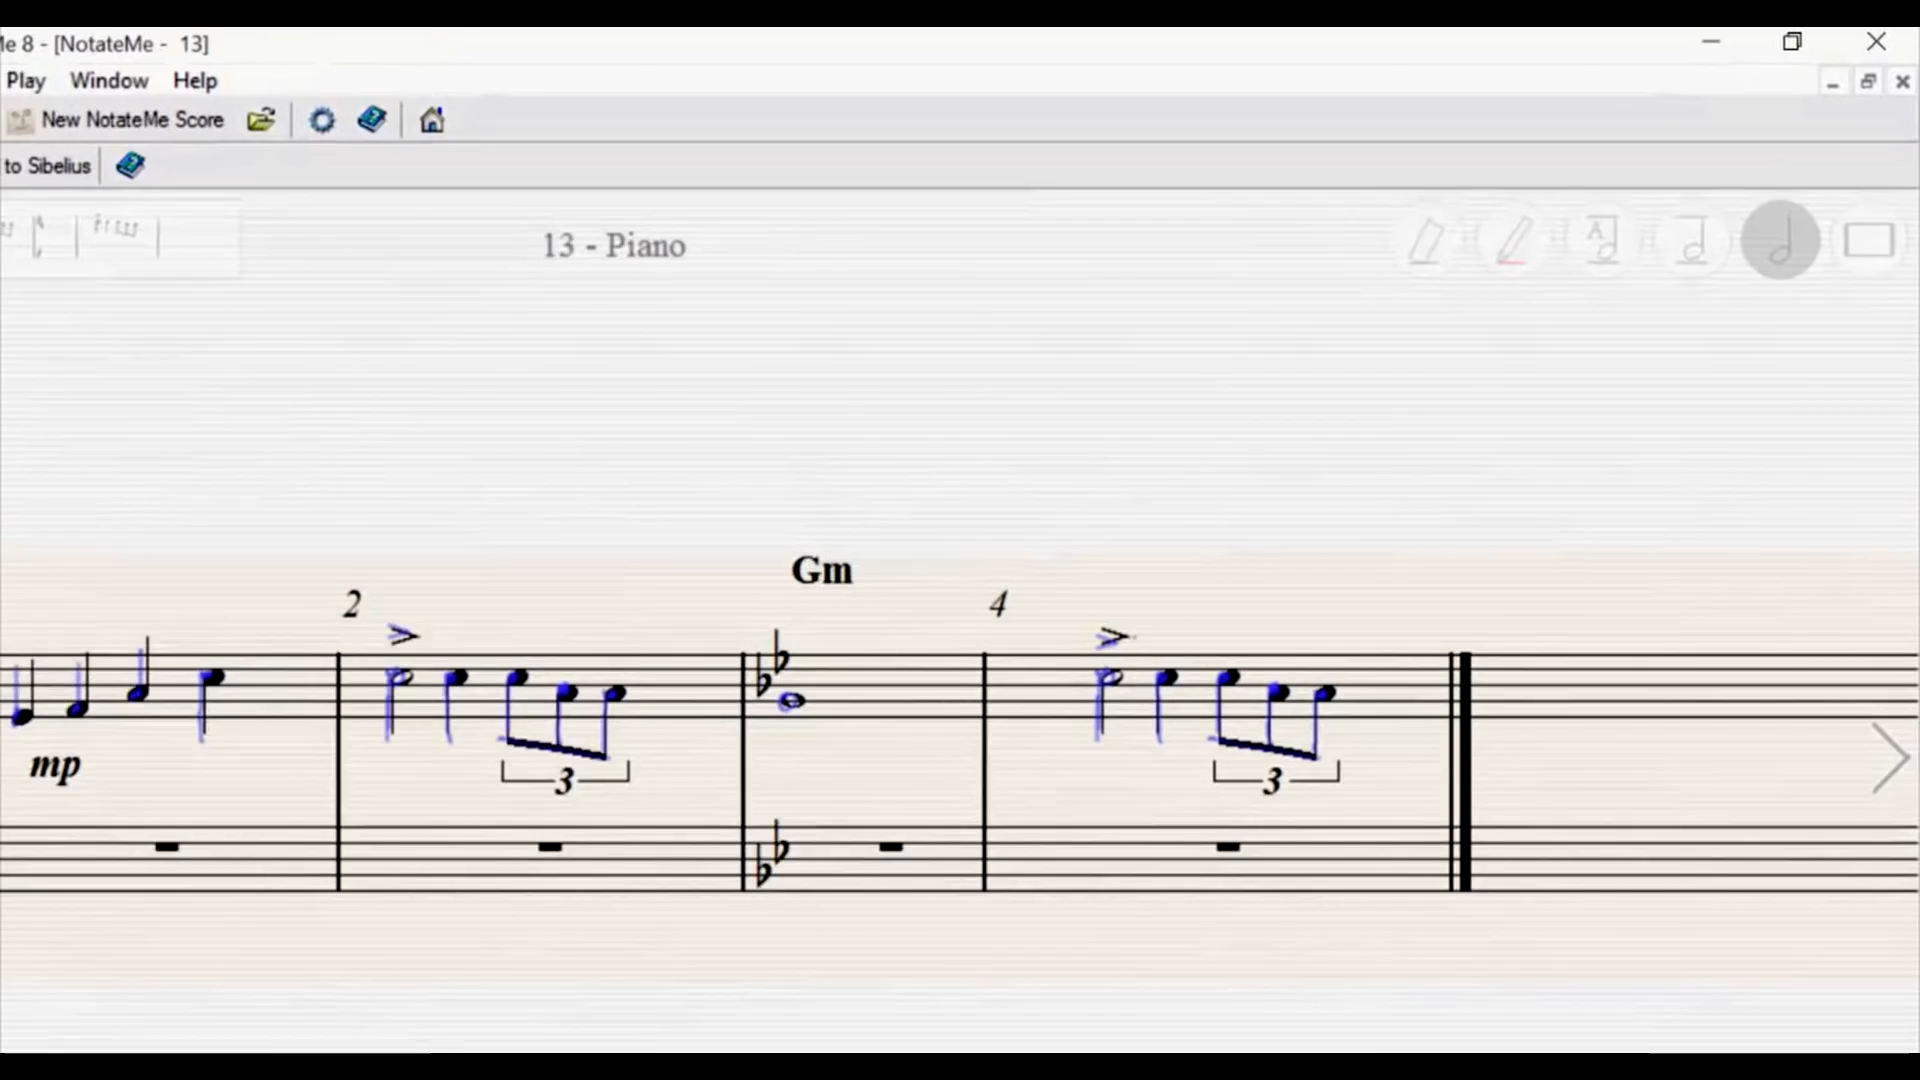 Me 8 - [NotateMe - 13]
Play Window Help
New NotateMe Score
to Sibelius
13 - Piano
Gm
2
4
mp
3
3